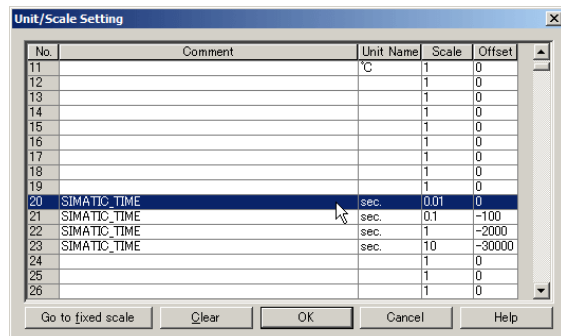 Unit/Scale Setting
No. Comment Unit Name Scale Offset
11 ℃ 1 0
12 1 0
13 1 0
14 1 0
15 1 0
16 1 0
17 1 0
18 1 0
19 1 0
20 SIMATIC_TIME sec. 0.01 0
21 SIMATIC_TIME sec. 0.1 -100
22 SIMATIC_TIME sec. 1 -2000
23 SIMATIC_TIME sec. 10 -30000
24 1 0
25 1 0
26 1 0
Go to fixed scale Clear OK Cancel Help